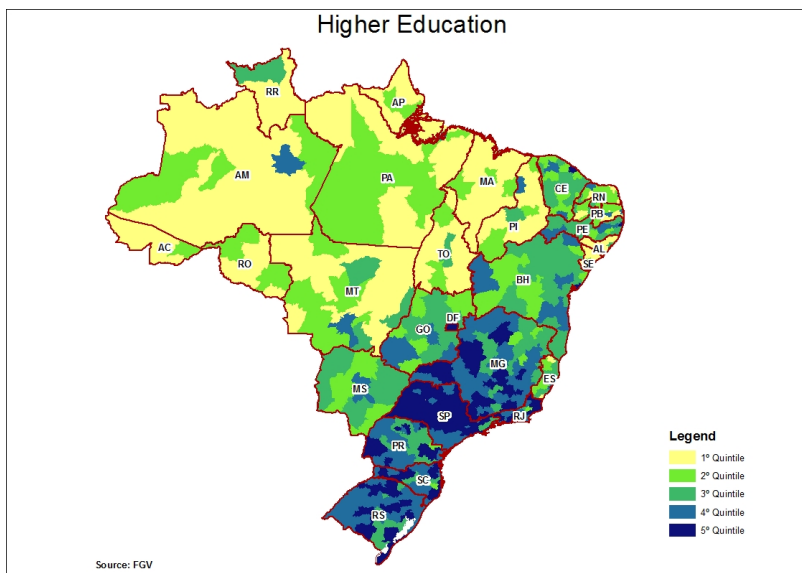 Higher Education
RR
AP
AM
PA
MA
CE
RN
PB
PE
PI
AL
SE
AC
RO
TO
BH
MT
DF
GO
MG
ES
MS
SP
RJ
PR
SC
RS
Legend
1º Quintile
2º Quintile
3º Quintile
4º Quintile
5º Quintile
Source: FGV